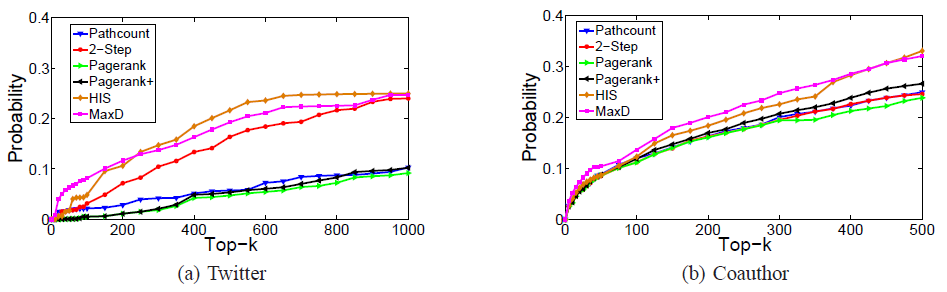 0.4
0.3
0.2
0.1
0
Probability
Pathcount
2−Step
Pagerank
Pagerank+
HIS
MaxD
0 200 400 600 800 1000
Top−k
(a) Twitter
0.4
0.3
0.2
0.1
0
Probability
Pathcount
2−Step
Pagerank
Pagerank+
HIS
MaxD
0 100 200 300 400 500
Top−k
(b) Coauthor